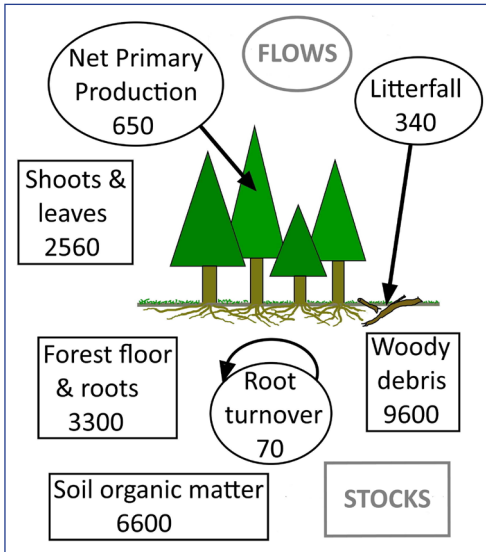 FLOWS
Net Primary
Production
650
Litterfall
340
Shoots &
leaves
2560
Forest floor
& roots
3300
Root
turnover
70
Woody
debris
9600
Soil organic matter
6600
STOCKS